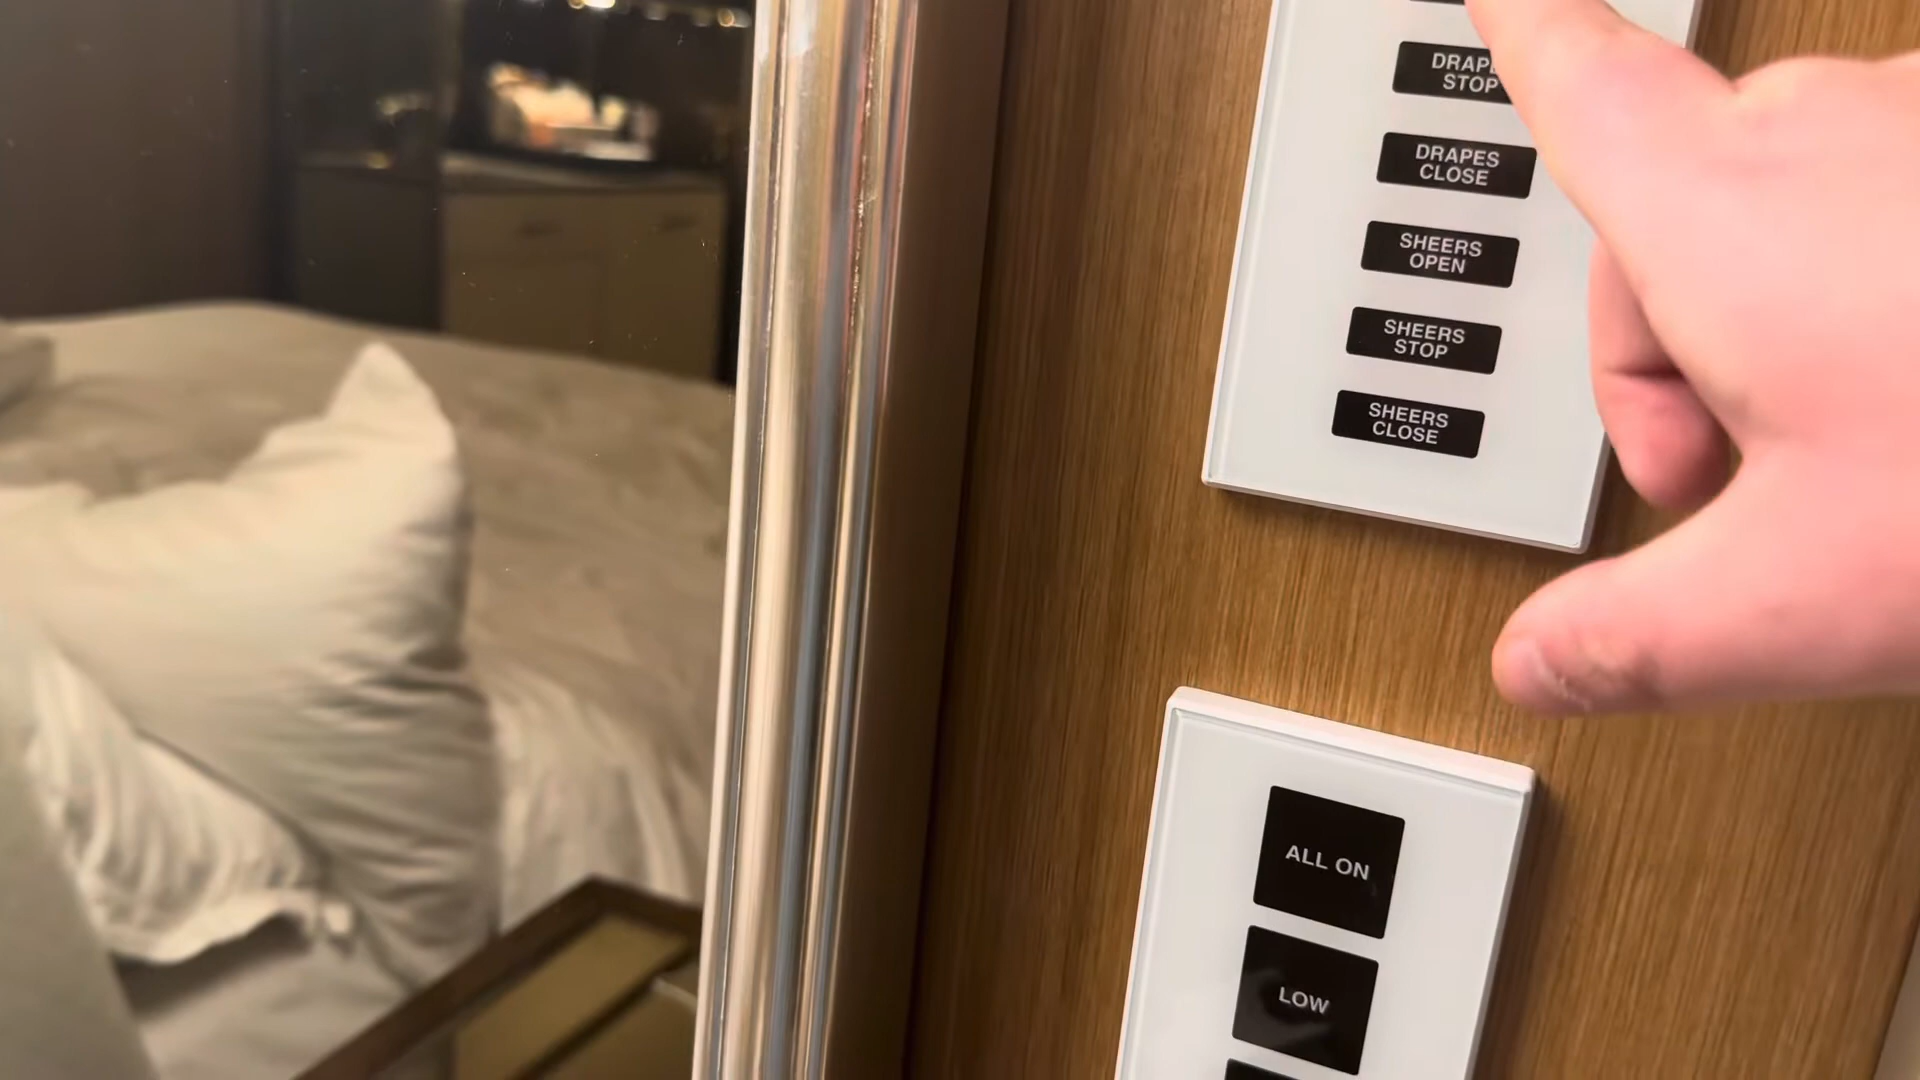 STOP
DRAPES
CLOSE
SHEERS
OPEN
SHEERS
STOP
SHEERS
CLOSE
ALL ON
LOW